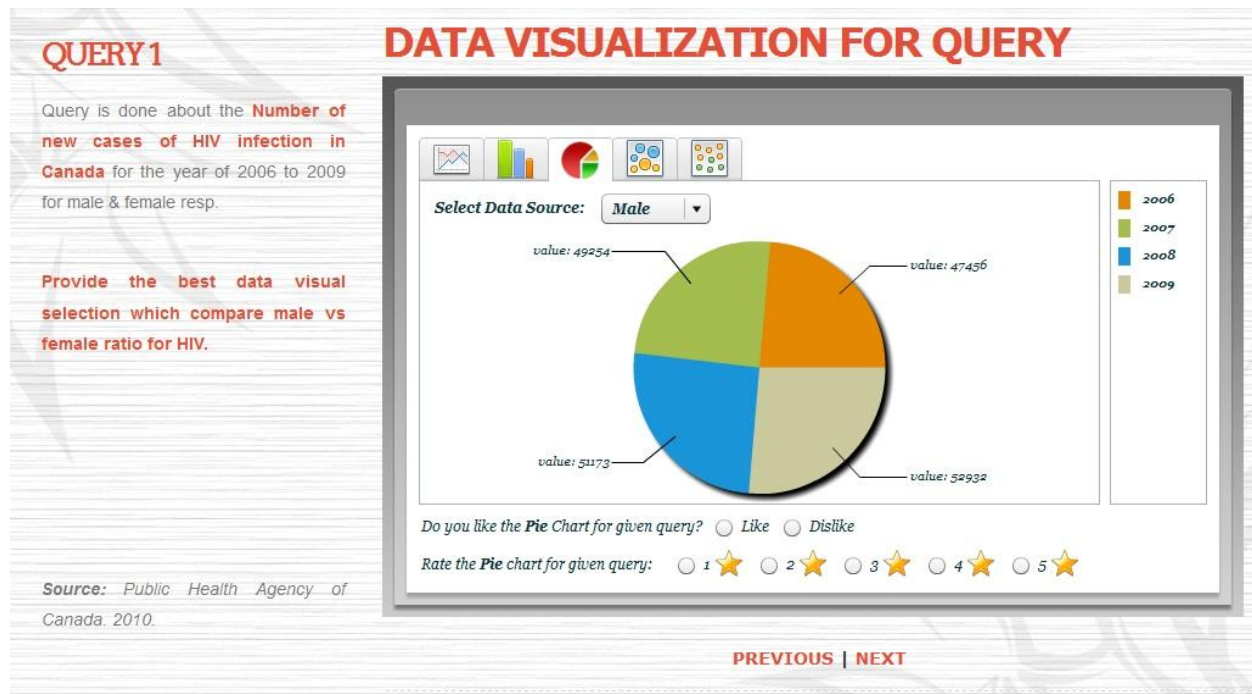 QUERY 1
Query is done about the Number of
new cases of HIV infection in
Canada for the year of 2006 to 2009
for male & female resp.
Provide the best data visual
selection which compare male vs
female ratio for HIV.
Source: Public Health Agency of
Canada. 2010.
DATA VISUALIZATION FOR QUERY
Select Data Source: Male
value: 49254
value: 47456
value: 51173
value: 52932
2006
2007
2008
2009
Do you like the Pie Chart for given query? Like Dislike
Rate the Pie chart for given query: 1 2 3 4 5
PREVIOUS | NEXT